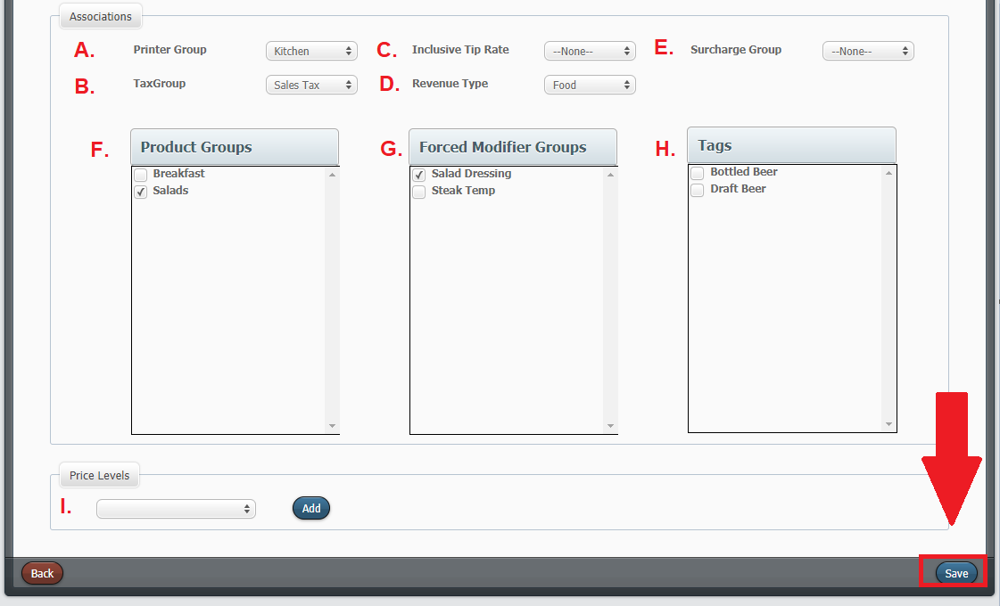 Associations
A. Printer Group Kitchen C. Inclusive Tip Rate --None-- E. Surcharge Group --None--
B. TaxGroup Sales Tax D. Revenue Type Food
F. Product Groups G. Forced Modifier Groups H. Tags
Breakfast Salad Dressing Bottled Beer
Salads Steak Temp Draft Beer
Price Levels
I. Add
Back Save